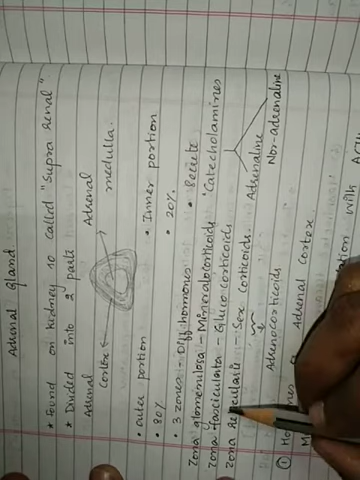 Adrenal Gland
* Found on kidney so called "Supra Renal"
* Divided into 2 parts
Adrenal Adrenal
Cortex medulla.
• outer portion • Inner portion
• 80% • 20%.
• 3 zones - Diff hormones • Secrete
Zona glomerulosa - Mineralocorticoids "Catecholamines
Zona fasciculata - Glucocorticoids
Zona Reticularis - Sex corticoids. Adrenaline
Adrenocorticoids Nor-adrenaline
① Adrenal Cortex
with